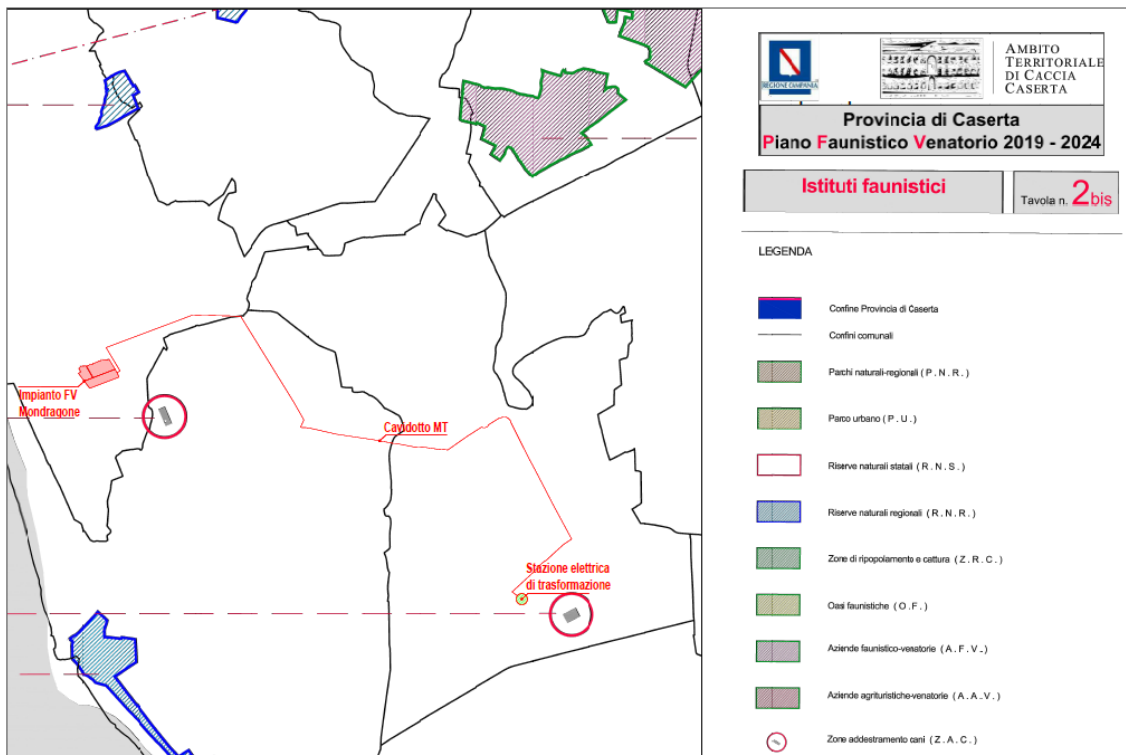 REGIONE CAMPANIA
AMBITO
TERRITORIALE
DI CACCIA
CASERTA
Provincia di Caserta
Piano Faunistico Venatorio 2019 - 2024
Istituti faunistici
Tavola n. 2bis
LEGENDA
Confine Provincia di Caserta
Confini comunali
Parchi naturali-regionali ( P . N . R . )
Parco urbano ( P . U . )
Riserve naturali statali ( R . N . S . )
Riserve naturali regionali ( R . N . R . )
Zone di ripopolamento e cattura ( Z . R . C . )
Oasi faunistiche ( O . F . )
Aziende faunistico-venatorie ( A . F . V . )
Aziende agrituristiche-venatorie ( A . A . V . )
Zone addestramento cani ( Z . A . C . )
Impianto FV
Mondragone
Cavidotto MT
Stazione elettrica
di trasformazione